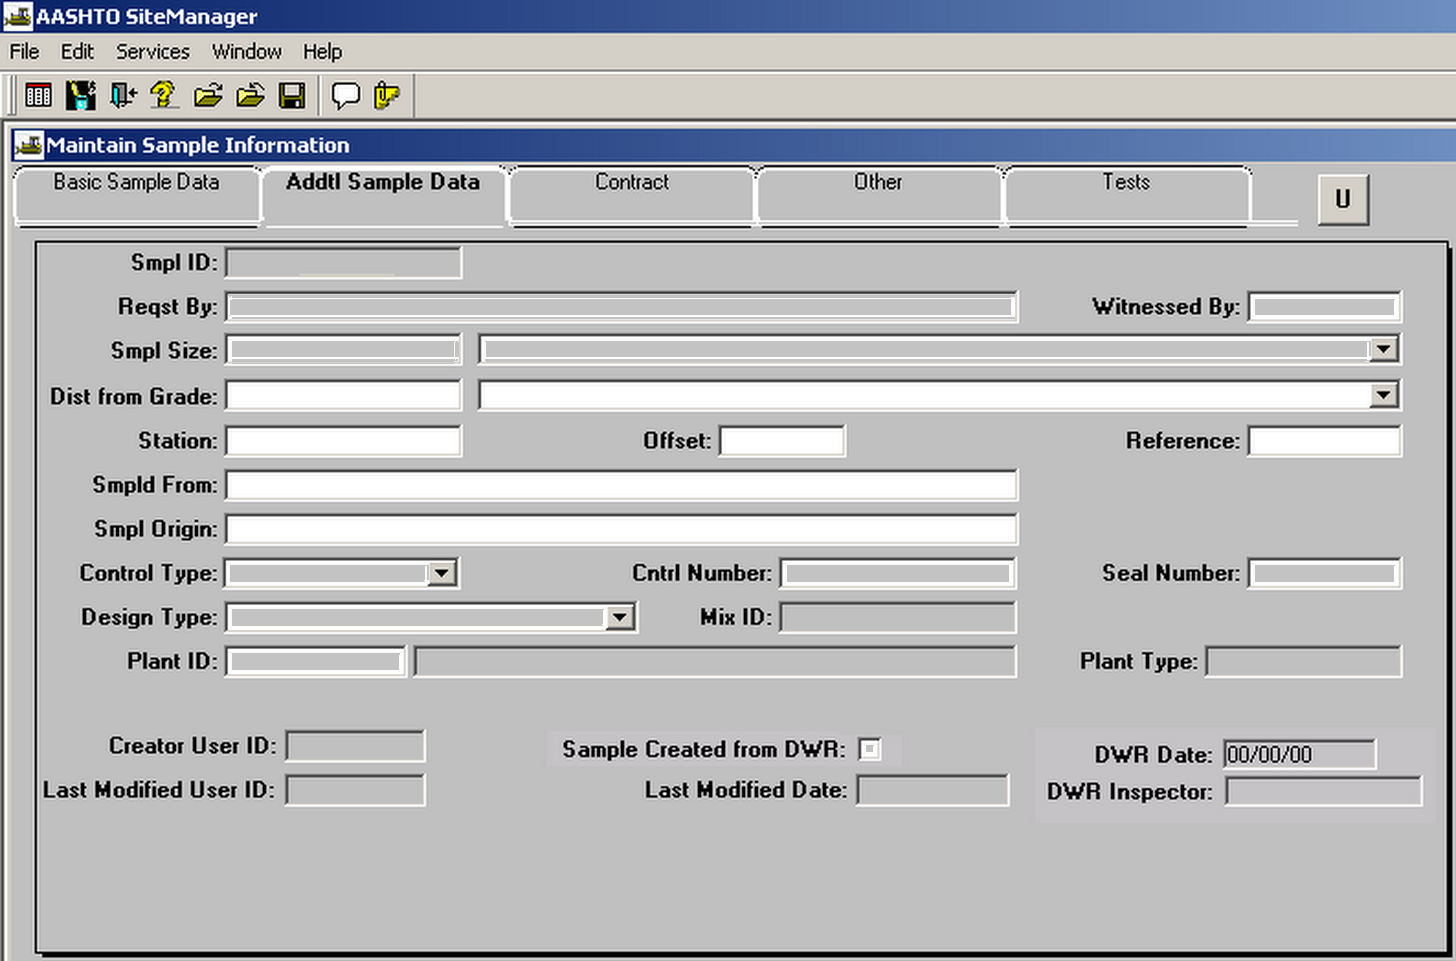 AASHTO SiteManager
File Edit Services Window Help
Maintain Sample Information
Basic Sample Data Addtl Sample Data Contract Other Tests U
Smpl ID:
Reqst By: Witnessed By:
Smpl Size:
Dist from Grade:
Station: Offset: Reference:
Smpld From:
Smpl Origin:
Control Type: Cntrl Number: Seal Number:
Design Type: Mix ID:
Plant ID: Plant Type:
Creator User ID: Sample Created from DWR: DWR Date: 00/00/00
Last Modified User ID: Last Modified Date: DWR Inspector: